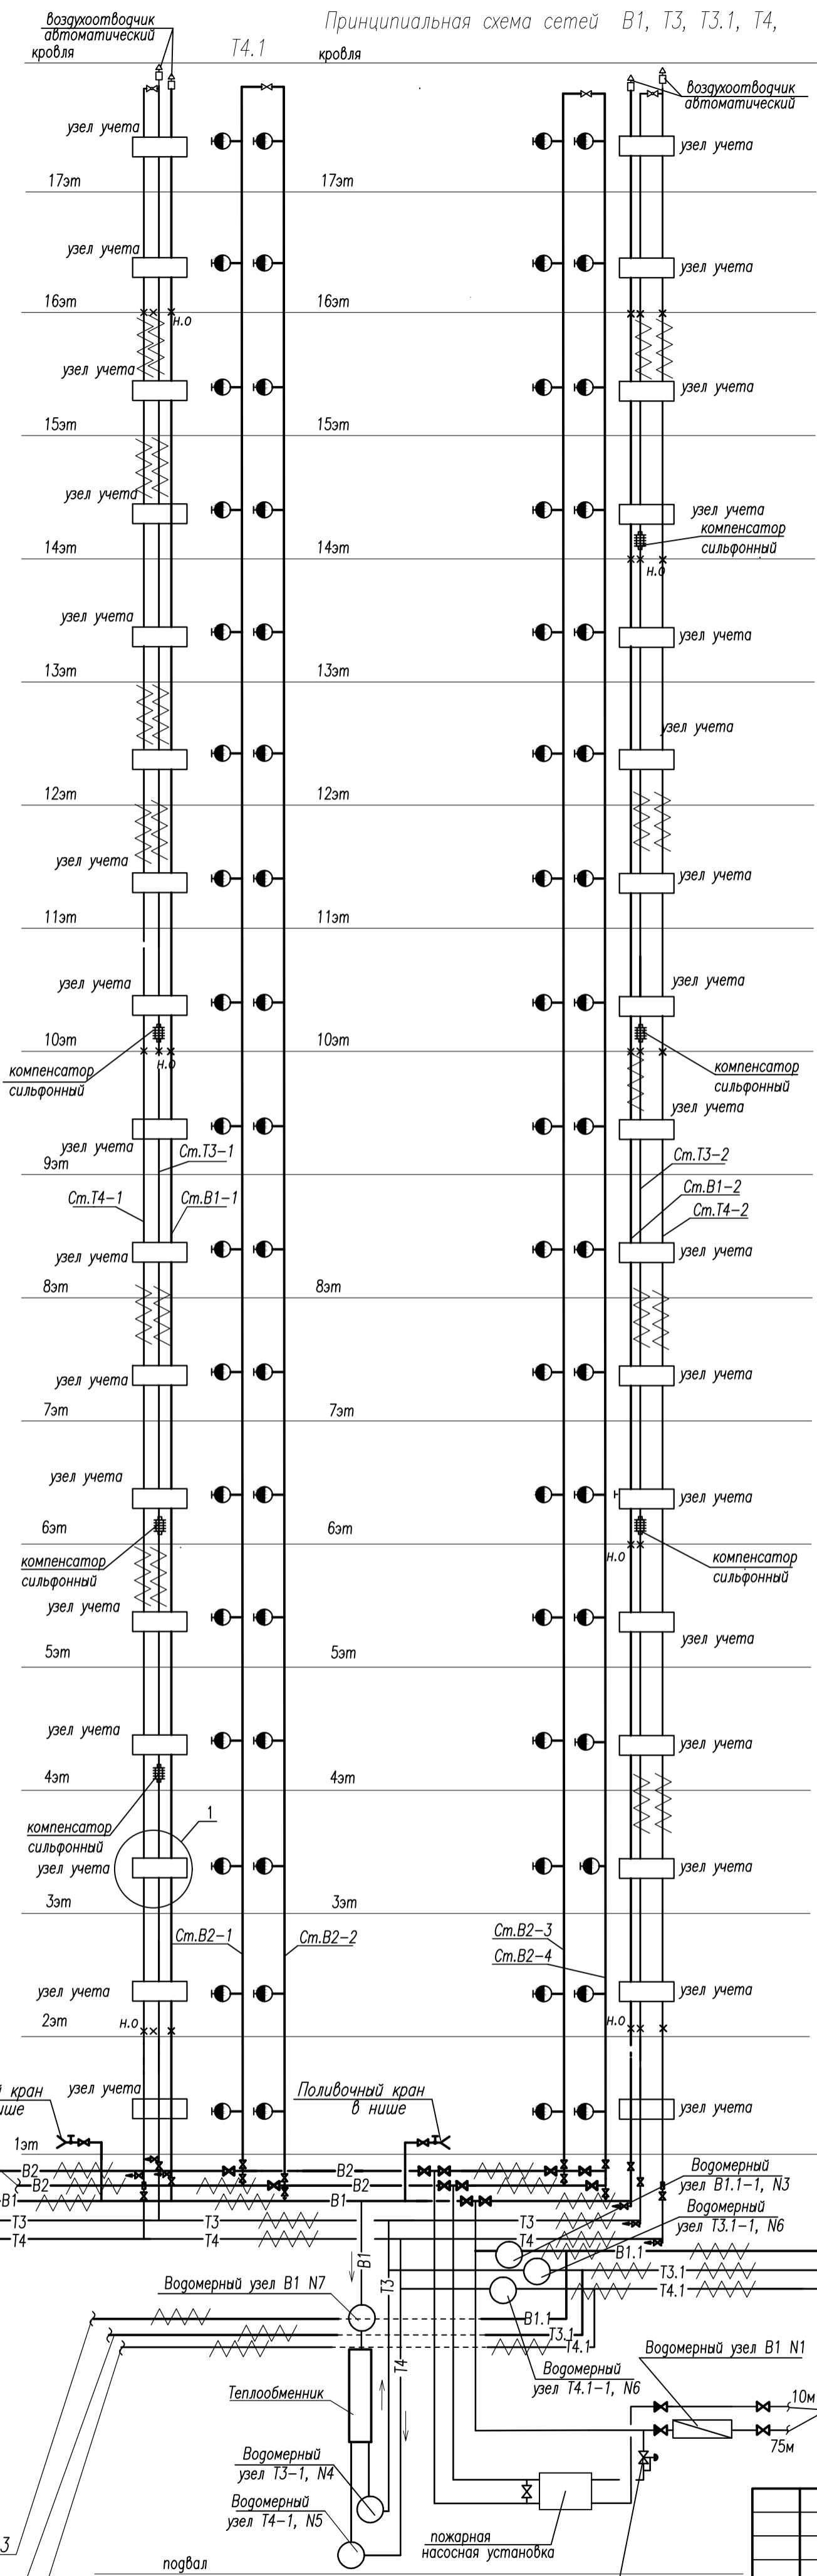 Принципиальная схема сетей В1, Т3, Т3.1, Т4,
Т4.1
воздухоотводчик
автоматический
кровля
кровля
воздухоотводчик
автоматический
узел учета
узел учета
17эт
17эт
узел учета
узел учета
16эт
16эт
н.о
узел учета
узел учета
15эт
15эт
узел учета
узел учета
компенсатор
сильфонный
14эт
14эт
н.о
узел учета
узел учета
13эт
13эт
узел учета
12эт
12эт
узел учета
узел учета
11эт
11эт
узел учета
узел учета
10эт
10эт
н.о
компенсатор
сильфонный
компенсатор
сильфонный
узел учета
узел учета
9эт
Ст.Т3-1
Ст.Т3-2
Ст.Т4-1
Ст.В1-1
Ст.В1-2
Ст.Т4-2
узел учета
узел учета
8эт
8эт
узел учета
узел учета
7эт
7эт
узел учета
узел учета
6эт
6эт
н.о
компенсатор
сильфонный
компенсатор
сильфонный
узел учета
узел учета
5эт
5эт
узел учета
узел учета
4эт
4эт
компенсатор
сильфонный
1
узел учета
узел учета
3эт
3эт
Ст.В2-1
Ст.В2-2
Ст.В2-3
Ст.В2-4
узел учета
узел учета
2эт
н.о
н.о
узел учета
узел учета
й кран
ише
Поливочный кран
в нише
1эт
В2
В2
В2
В2
В1
В1
Т3
Т3
Т3
Т4
Т4
Т4
Водомерный
узел В1.1-1, N3
Водомерный
узел Т3.1-1, N6
В1.1
Т3.1
Т4.1
В1
Т3
Т4
Водомерный узел В1 N7
В1.1
Т3.1
Т4.1
Водомерный
узел Т4.1-1, N6
Водомерный узел В1 N1
10м
75м
Теплообменник
Водомерный
узел Т3-1, N4
Водомерный
узел Т4-1, N5
пожарная
насосная установка
3
подвал